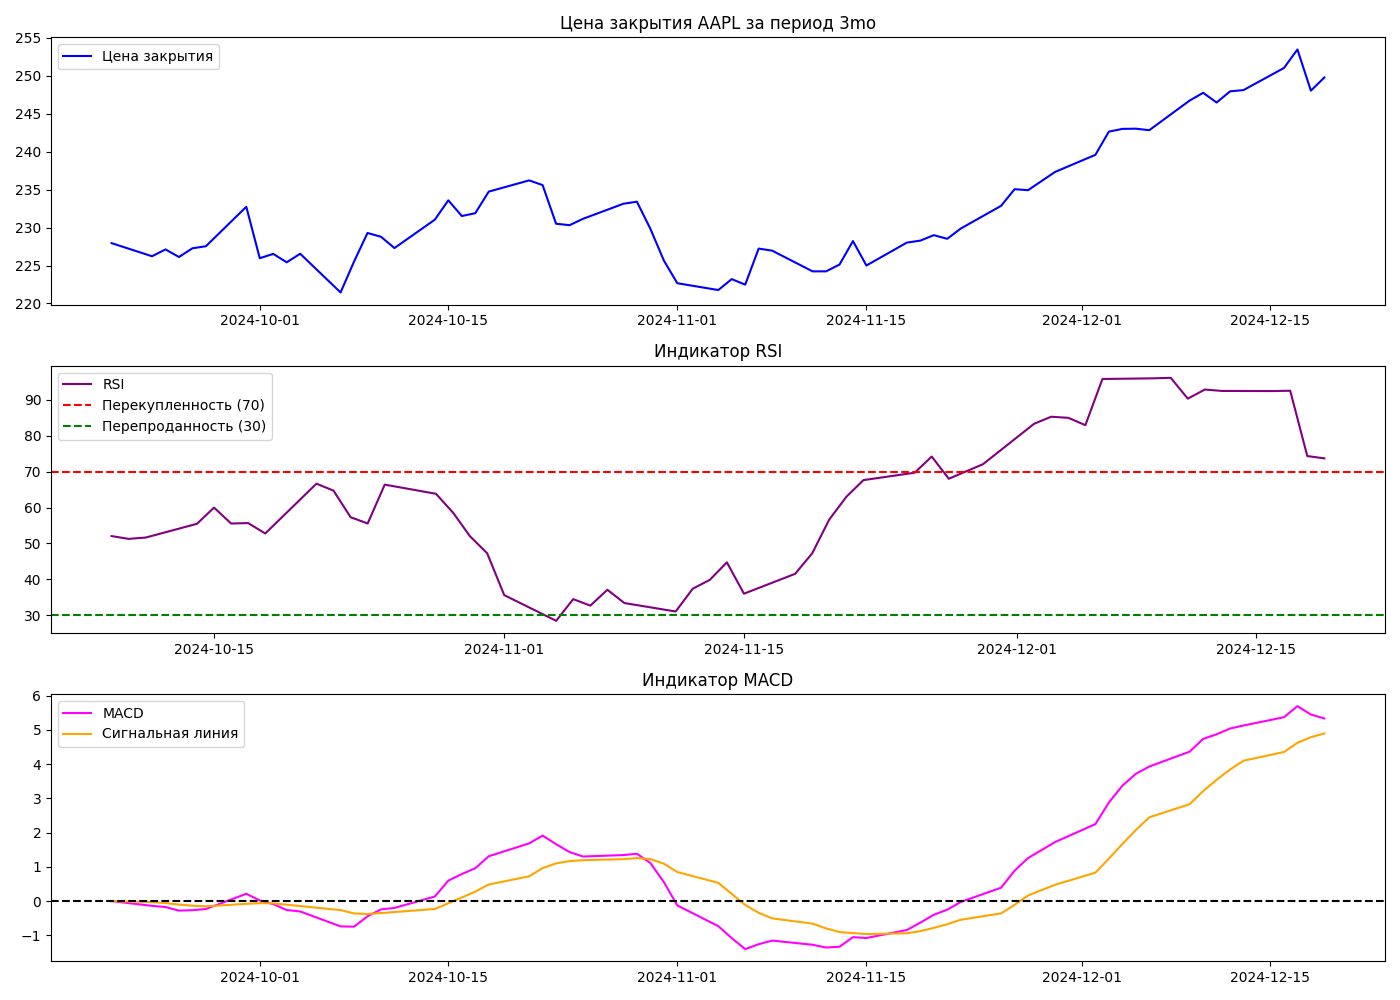 Цена закрытия AAPL за период 3mo
Цена закрытия
255
250
245
240
235
230
225
220
2024-10-01 2024-10-15 2024-11-01 2024-11-15 2024-12-01 2024-12-15
Индикатор RSI
RSI
Перекупленность (70)
Перепроданность (30)
90
80
70
60
50
40
30
2024-10-15 2024-11-01 2024-11-15 2024-12-01 2024-12-15
Индикатор MACD
MACD
Сигнальная линия
6
5
4
3
2
1
0
−1
2024-10-01 2024-10-15 2024-11-01 2024-11-15 2024-12-01 2024-12-15